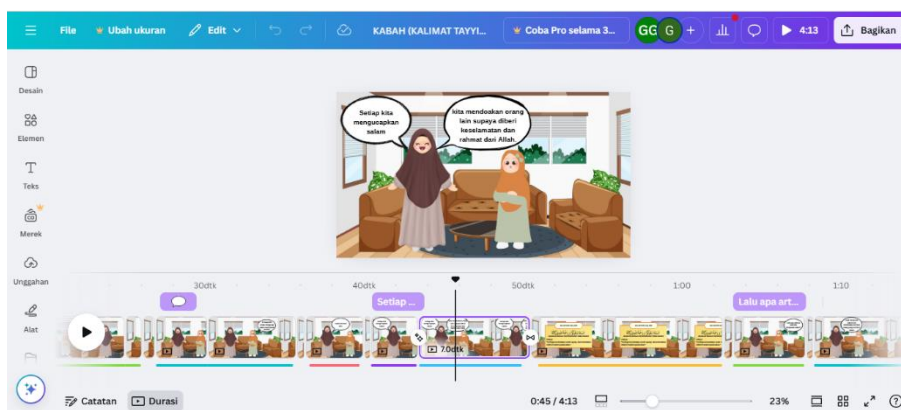 File
Ubah ukuran
Edit
KABAH (KALIMAT TAYYI...
Coba Pro selama 3...
GG
G
+
4:13
Bagikan
Desain
Elemen
Teks
Merek
Unggahan
Alat
Setiap kita
mengucapkan
salam
kita mendoakan orang
lain supaya diberi
keselamatan dan
rahmat dari Allah.
30dtk
40dtk
50dtk
1:00
1:10
Setiap ...
Lalu apa art...
7.0dtk
Catatan
Durasi
0:45 / 4:13
23%